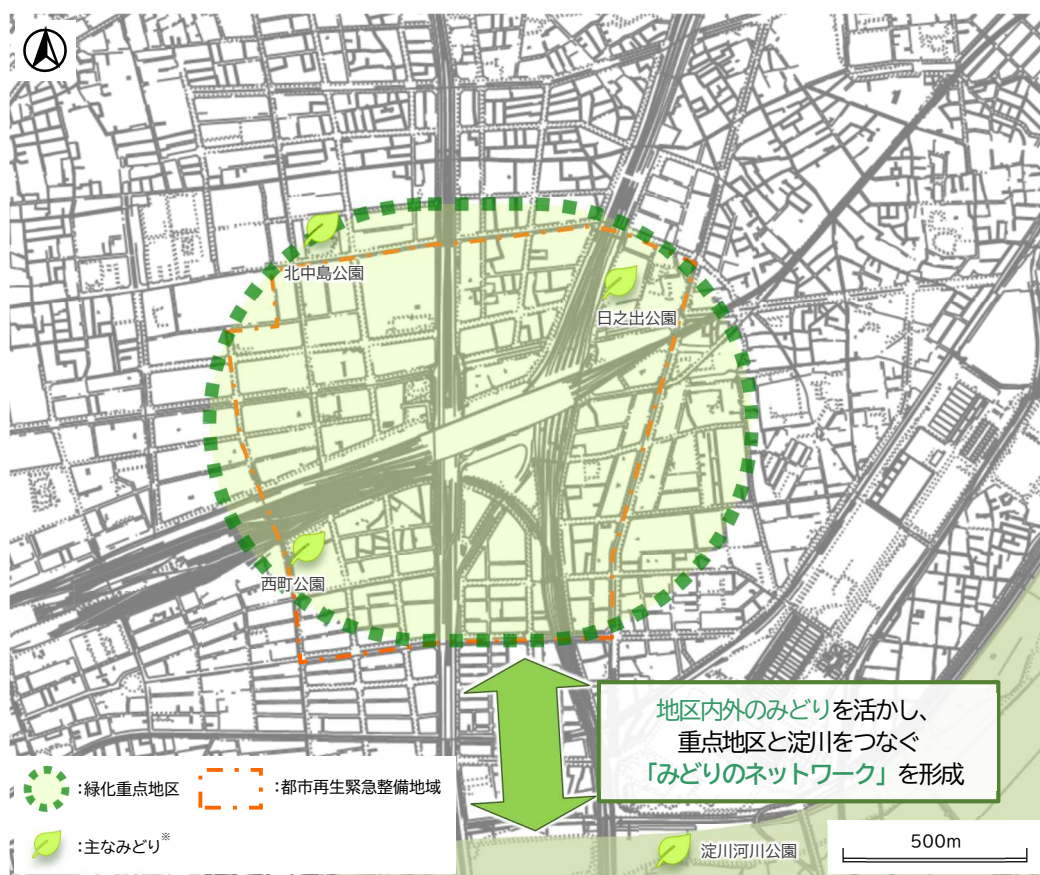 北中島公園
日之出公園
西町公園
地区内外のみどりを活かし、
重点地区と淀川をつなぐ
「みどりのネットワーク」を形成
:緑化重点地区
:都市再生緊急整備地域
:主なみどり※
淀川河川公園
500m